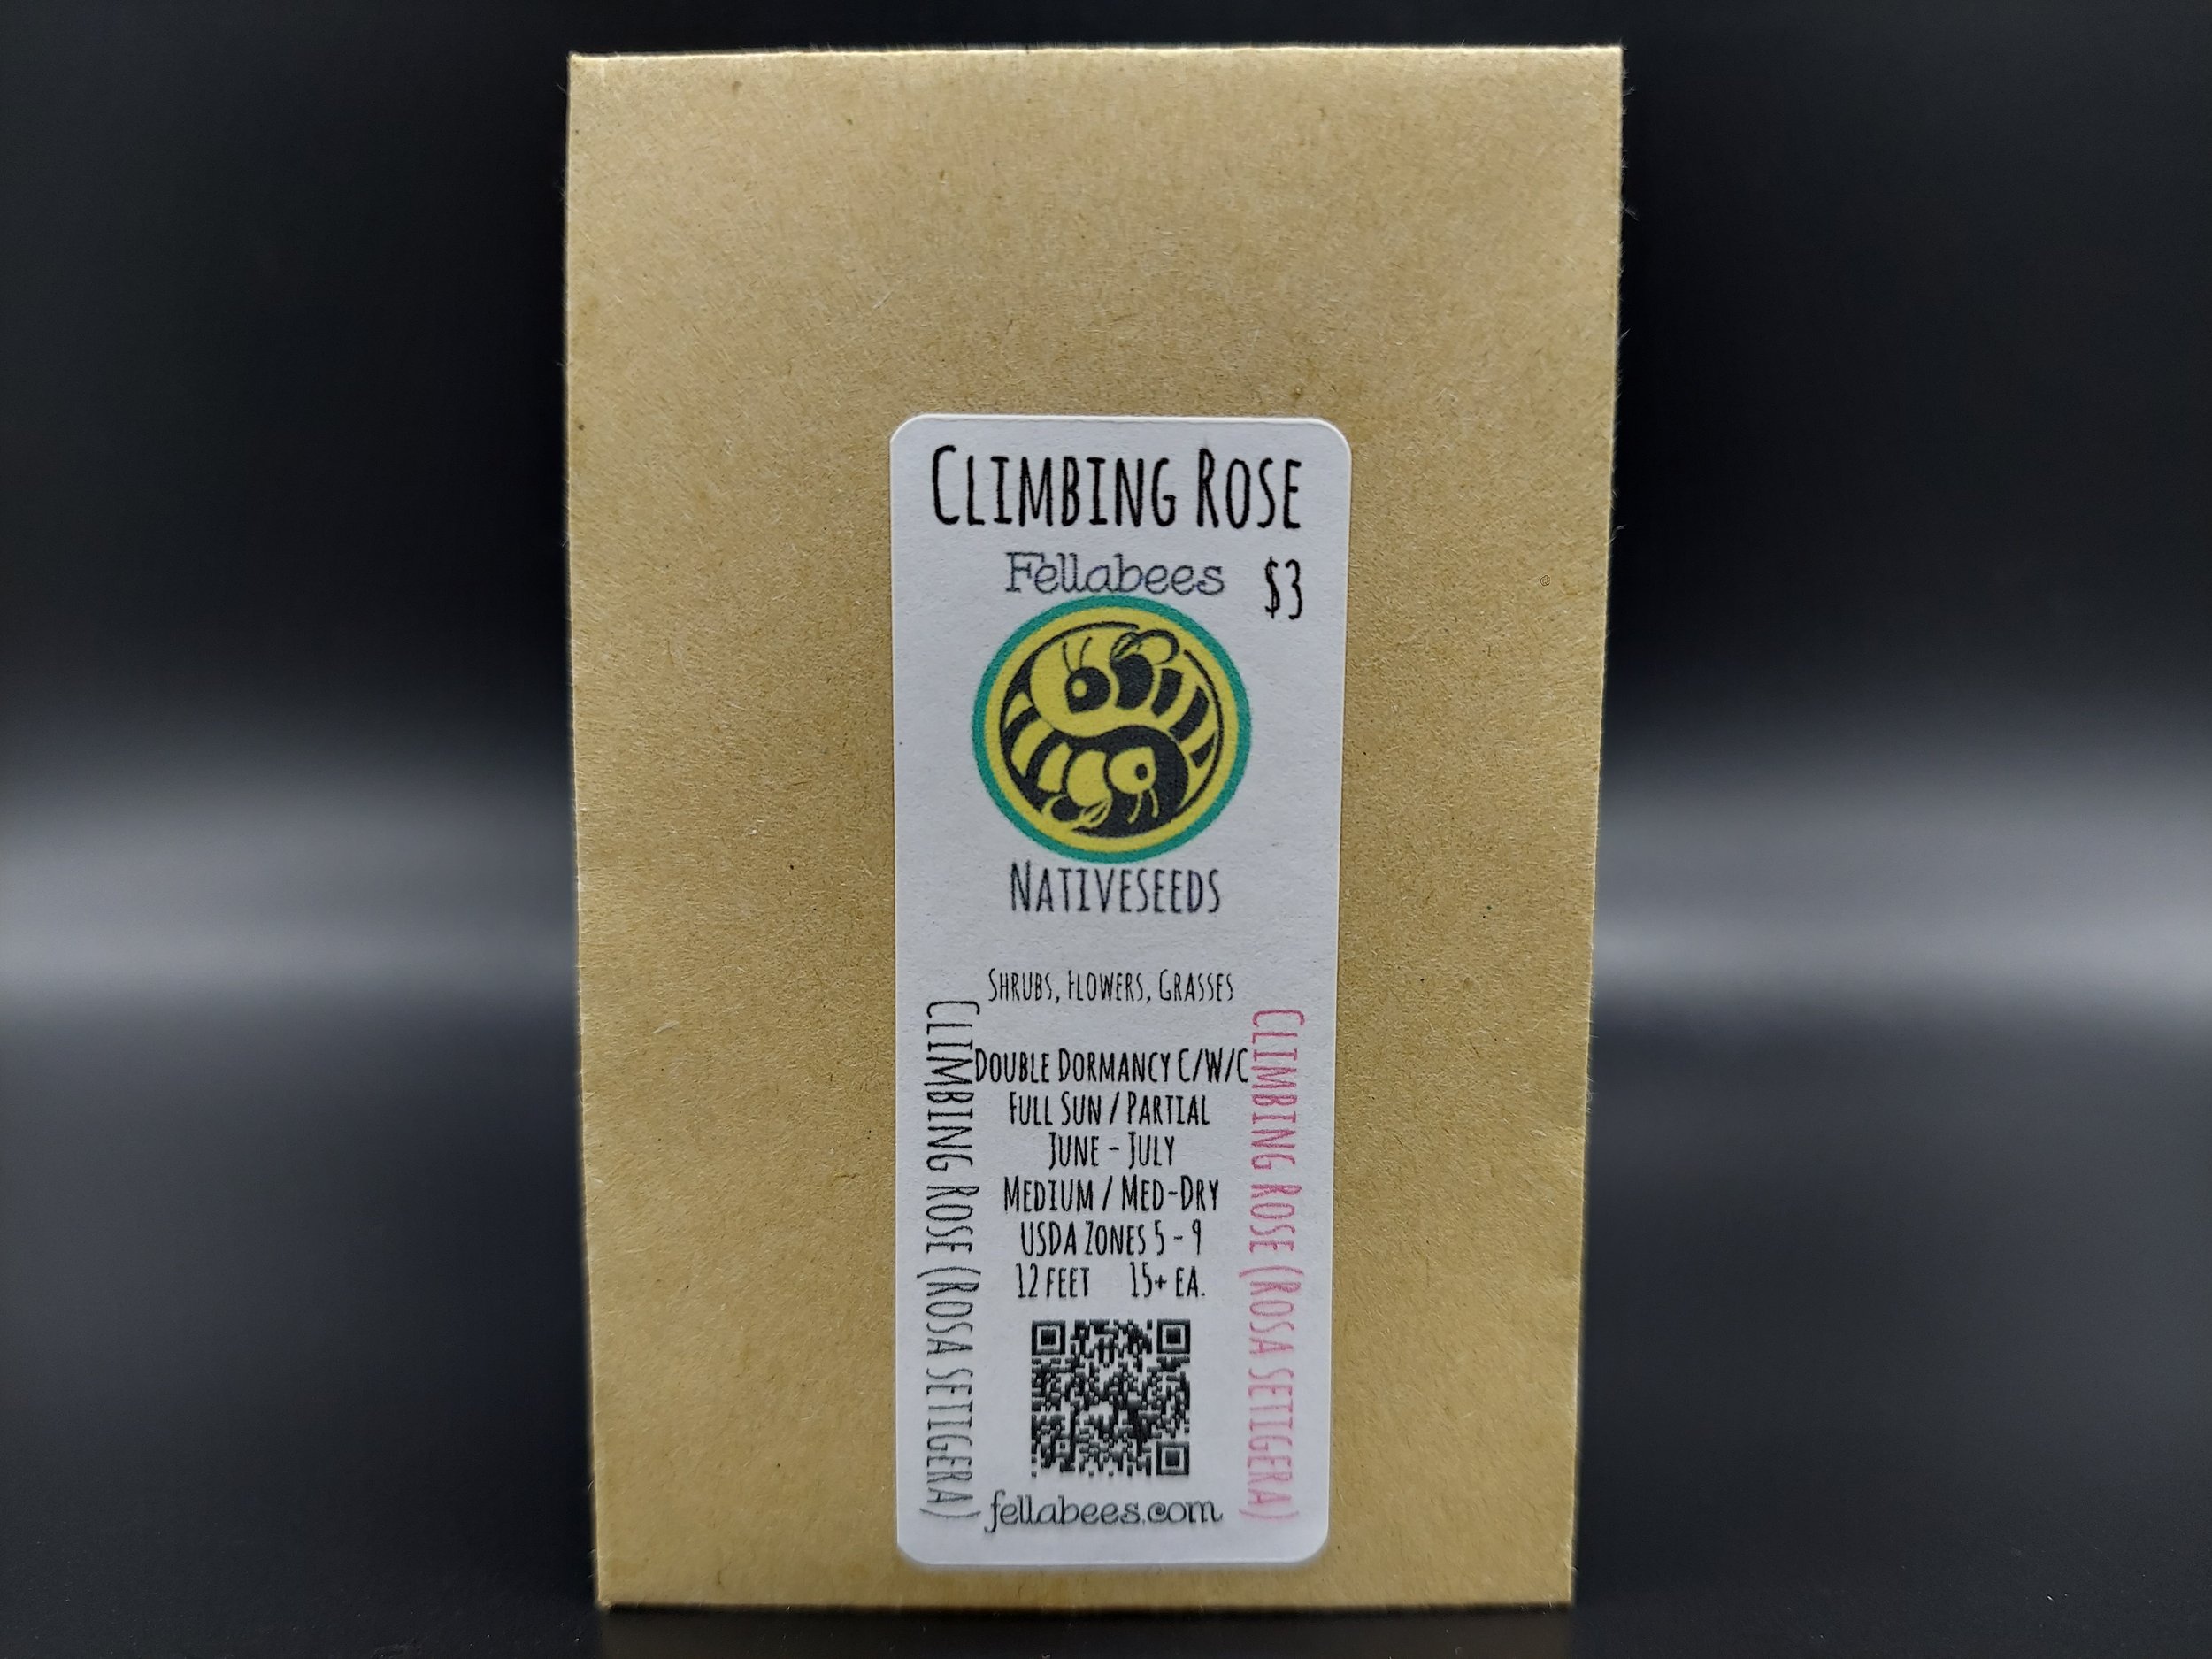 Climbing Rose
Fellabees
$3
Nativeseeds
Shrubs, Flowers, Grasses
Climbing Rose (Rosa setigera)
Double Dormancy C/W/C
Full Sun / Partial
June - July
Medium / Med-Dry
USDA Zones 5 - 9
12 feet 15+ ea.
Climbing Rose (Rosa setigera)
fellabees.com